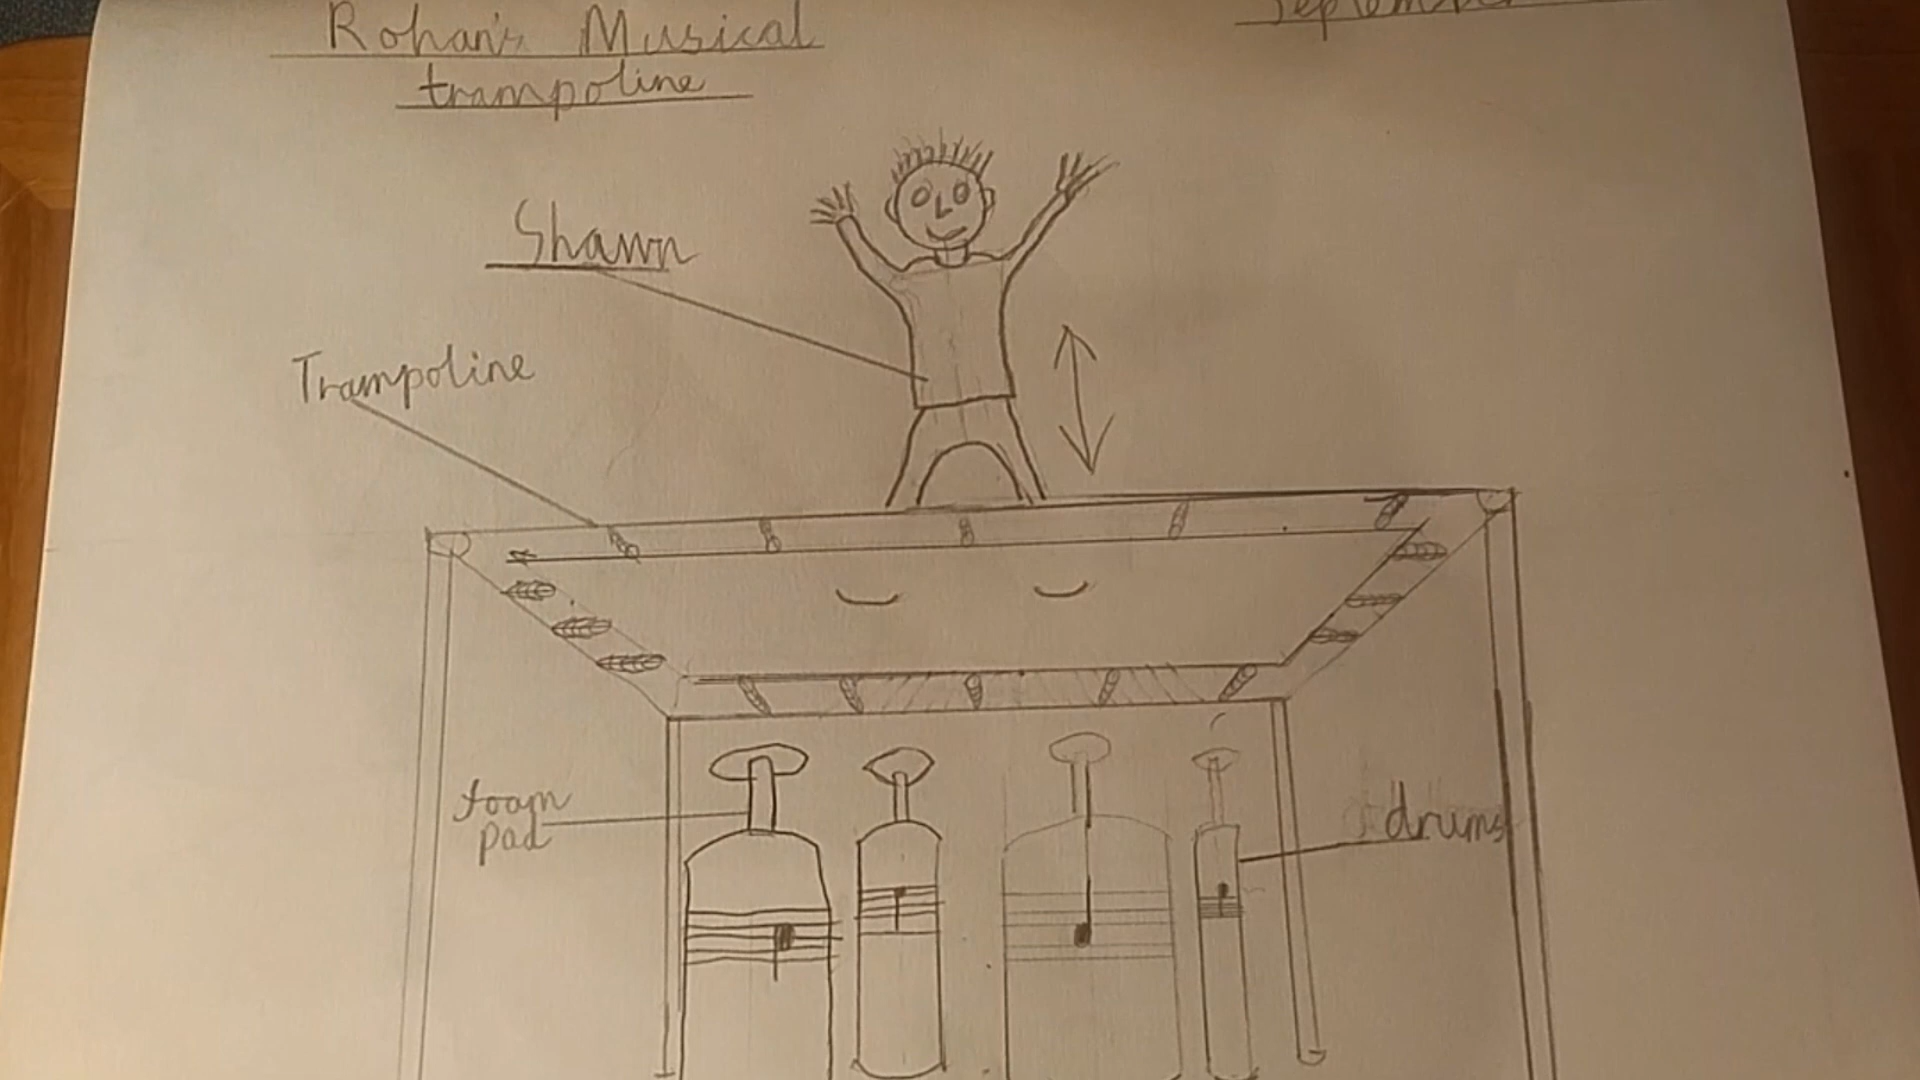 Rohan's Musical
trampoline
Shawn
Trampoline
foam
pad
drums